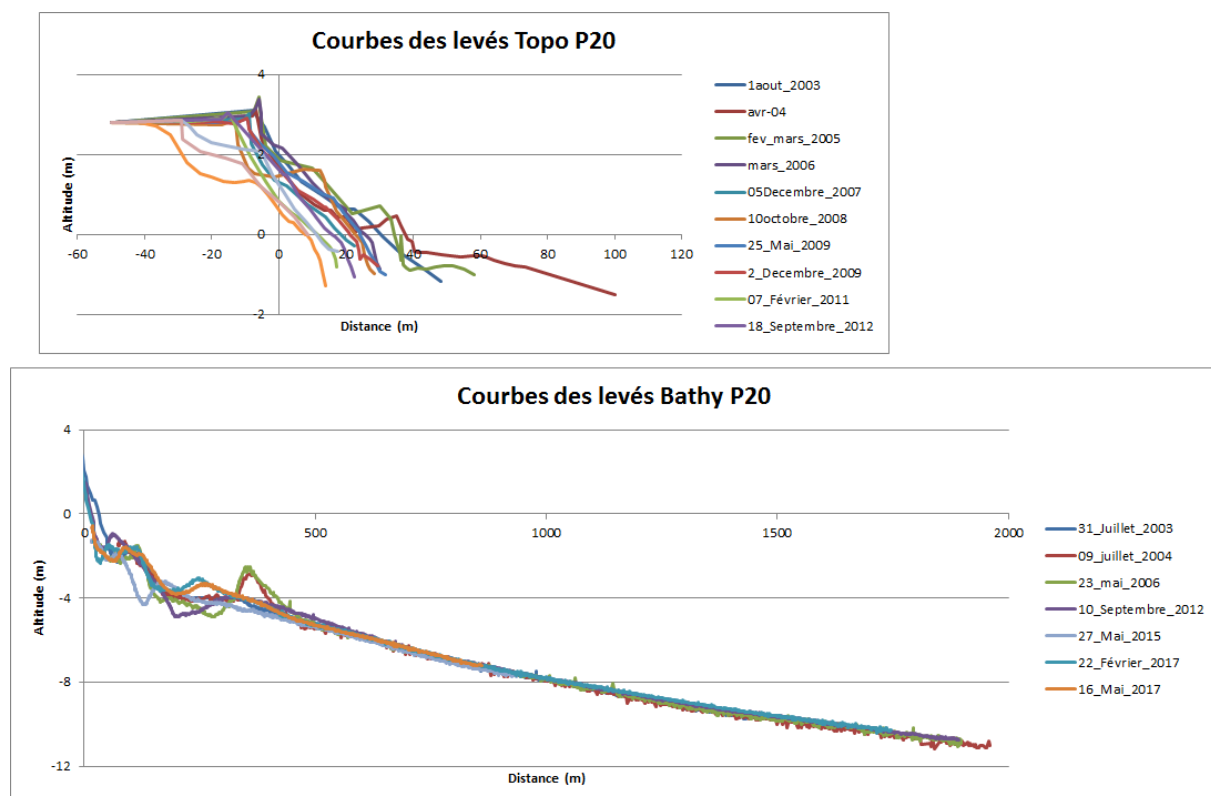 Courbes des levés Topo P20
4
2
0
-2
-60
-40
-20
0
20
40
60
80
100
120
Altitude (m)
Distance (m)
1aout_2003
avr-04
fev_mars_2005
mars_2006
05Decembre_2007
10octobre_2008
25_Mai_2009
2_Decembre_2009
07_Février_2011
18_Septembre_2012
Courbes des levés Bathy P20
4
0
-4
-8
-12
0
500
1000
1500
2000
Altitude (m)
Distance (m)
31_Juillet_2003
09_juillet_2004
23_mai_2006
10_Septembre_2012
27_Mai_2015
22_Février_2017
16_Mai_2017